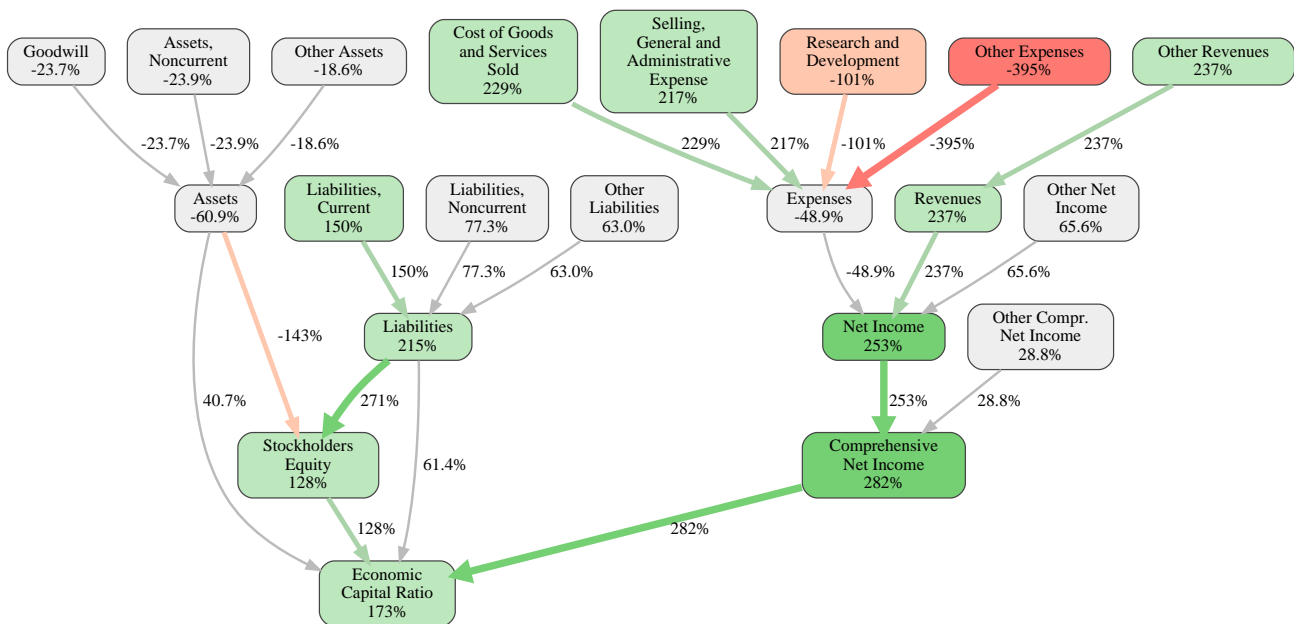 Goodwill
-23.7%
Assets,
Noncurrent
-23.9%
Other Assets
-18.6%
Cost of Goods
and Services
Sold
229%
Selling,
General and
Administrative
Expense
217%
Research and
Development
-101%
Other Expenses
-395%
Other Revenues
237%
-23.7%
-23.9%
-18.6%
229%
217%
-101%
-395%
237%
Assets
-60.9%
Liabilities,
Current
150%
Liabilities,
Noncurrent
77.3%
Other
Liabilities
63.0%
Expenses
-48.9%
Revenues
237%
Other Net
Income
65.6%
150%
77.3%
63.0%
-48.9%
237%
65.6%
Liabilities
215%
Net Income
253%
Other Compr.
Net Income
28.8%
-143%
40.7%
271%
61.4%
253%
28.8%
Stockholders
Equity
128%
Comprehensive
Net Income
282%
128%
282%
Economic
Capital Ratio
173%